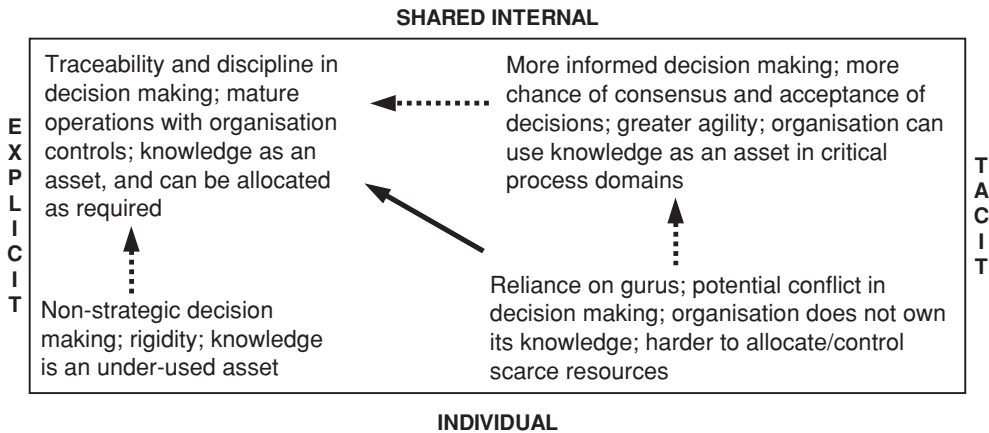 SHARED INTERNAL
Traceability and discipline in
decision making; mature
operations with organisation
controls; knowledge as an
asset, and can be allocated
as required
More informed decision making; more
chance of consensus and acceptance of
decisions; greater agility; organisation can
use knowledge as an asset in critical
process domains
EXPLICIT
TACIT
Non-strategic decision
making; rigidity; knowledge
is an under-used asset
Reliance on gurus; potential conflict in
decision making; organisation does not own
its knowledge; harder to allocate/control
scarce resources
INDIVIDUAL